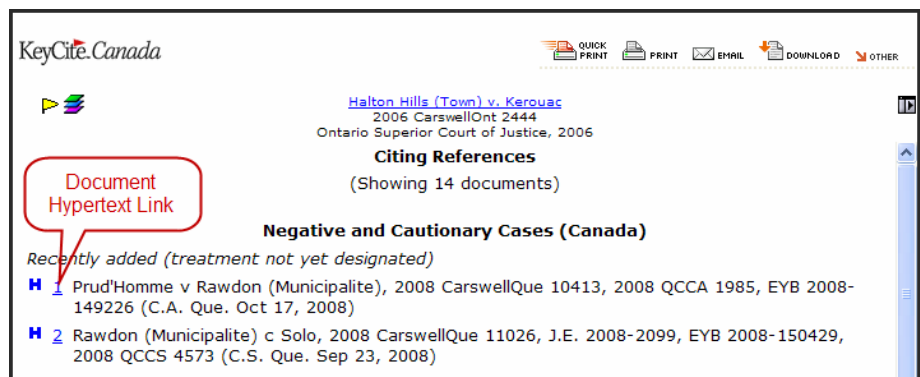 KeyCite.Canada
QUICK PRINT PRINT EMAIL DOWNLOAD OTHER
Halton Hills (Town) v. Kerouac
2006 CarswellOnt 2444
Ontario Superior Court of Justice, 2006
Citing References
(Showing 14 documents)
Document
Hypertext Link
Negative and Cautionary Cases (Canada)
Recently added (treatment not yet designated)
H 1 Prud'Homme v Rawdon (Municipalite), 2008 CarswellQue 10413, 2008 QCCA 1985, EYB 2008-
149226 (C.A. Que. Oct 17, 2008)
H 2 Rawdon (Municipalite) c Solo, 2008 CarswellQue 11026, J.E. 2008-2099, EYB 2008-150429,
2008 QCCS 4573 (C.S. Que. Sep 23, 2008)